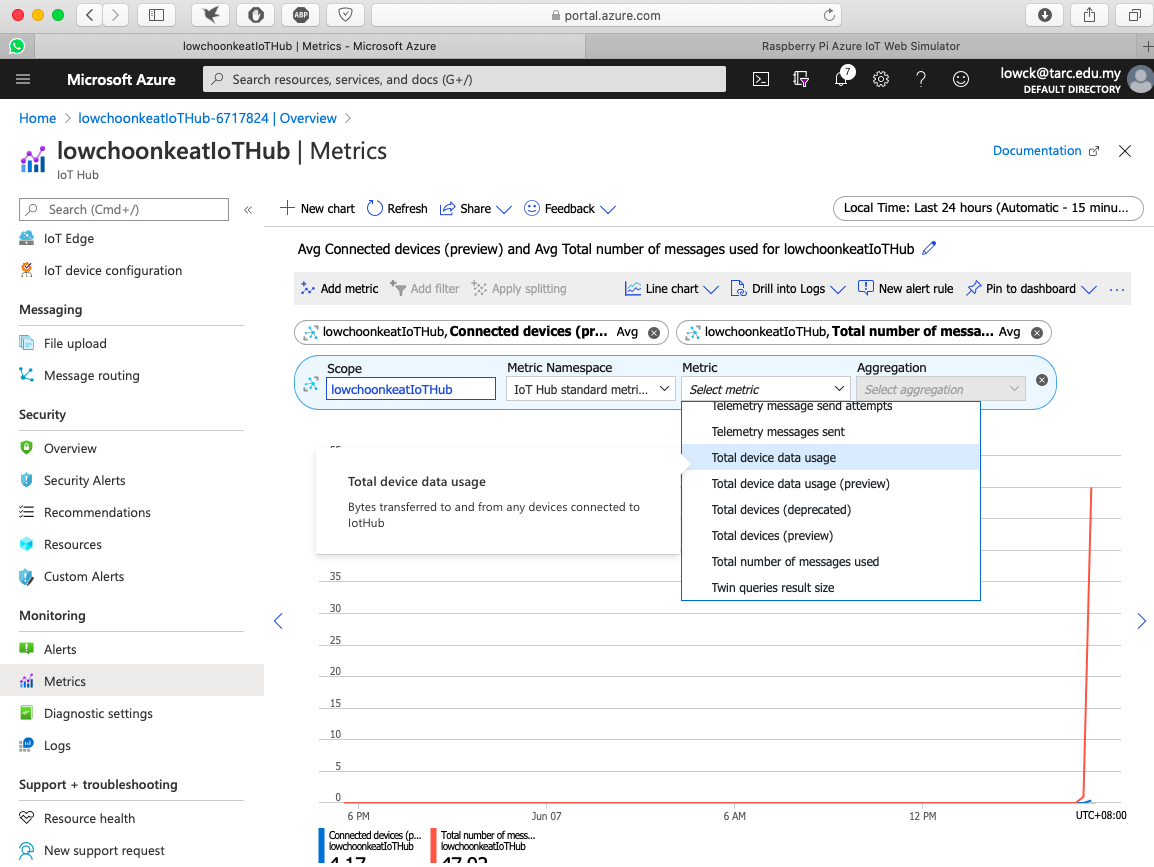 portal.azure.com
ABP
lowchoonkeatIoTHub | Metrics - Microsoft Azure
Raspberry Pi Azure IoT Web Simulator
Microsoft Azure
Search resources, services, and docs (G+/)
7
lowck@tarc.edu.my
DEFAULT DIRECTORY
Home > lowchoonkeatIoTHub-6717824 | Overview >
lowchoonkeatIoTHub | Metrics
IoT Hub
Documentation
Search (Cmd+/)
«
IoT Edge
IoT device configuration
Messaging
File upload
Message routing
Security
Overview
Security Alerts
Recommendations
Resources
Custom Alerts
Monitoring
Alerts
Metrics
Diagnostic settings
Logs
Support + troubleshooting
Resource health
New support request
New chart Refresh Share Feedback
Local Time: Last 24 hours (Automatic - 15 minu...
Avg Connected devices (preview) and Avg Total number of messages used for lowchoonkeatIoTHub
Add metric Add filter Apply splitting Line chart Drill into Logs New alert rule Pin to dashboard ...
lowchoonkeatIoTHub, Connected devices (pr... Avg
lowchoonkeatIoTHub, Total number of messa... Avg
Scope Metric Namespace Metric Aggregation
lowchoonkeatIoTHub IoT Hub standard metri... Select metric Select aggregation
Telemetry message send attempts
Telemetry messages sent
Total device data usage
Total device data usage (preview)
Total devices (deprecated)
Total devices (preview)
Total number of messages used
Twin queries result size
Total device data usage
Bytes transferred to and from any devices connected to
IotHub
55
35
30
25
20
15
10
5
0
6 PM Jun 07 6 AM 12 PM UTC+08:00
Connected devices (p...
lowchoonkeatIoTHub
4.17
Total number of mess...
lowchoonkeatIoTHub
47.02